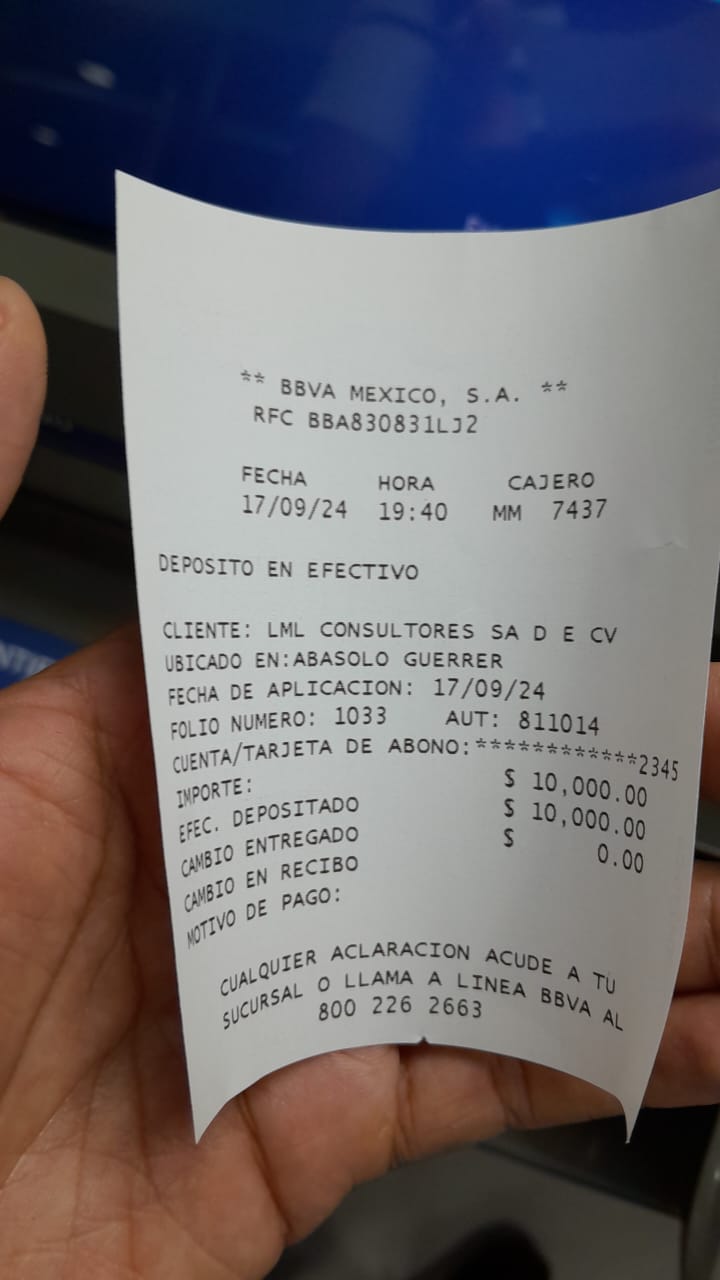 ** BBVA MEXICO, S.A. **
RFC BBA830831LJ2
FECHA HORA CAJERO
17/09/24 19:40 MM 7437
DEPOSITO EN EFECTIVO
CLIENTE: LML CONSULTORES SA D E CV
UBICADO EN:ABASOLO GUERRER
FECHA DE APLICACION: 17/09/24
FOLIO NUMERO: 1033 AUT: 811014
CUENTA/TARJETA DE ABONO:************2345
IMPORTE: $ 10,000.00
EFEC. DEPOSITADO $ 10,000.00
CAMBIO ENTREGADO $ 0.00
CAMBIO EN RECIBO
MOTIVO DE PAGO:
CUALQUIER ACLARACION ACUDE A TU
SUCURSAL O LLAMA A LINEA BBVA AL
800 226 2663